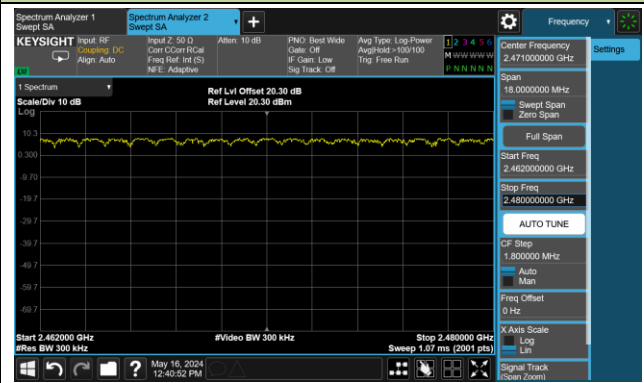 Spectrum Analyzer 1
Swept SA
Spectrum Analyzer 2
Swept SA
+
Frequency
KEYSIGHT
Input: RF
Coupling: DC
Align: Auto
Input Z: 50 Ω
Corr CCorr RCal
Freq Ref: Int (S)
NFE: Adaptive
Atten: 10 dB
PNO: Best Wide
Gate: Off
IF Gain: Low
Sig Track: Off
Avg Type: Log-Power
Avg|Hold:>100/100
Trig: Free Run
1 2 3 4 5 6
M W W W W W
P N N N N N
LXI
1 Spectrum
Scale/Div 10 dB
Ref Lvl Offset 20.30 dB
Ref Level 20.30 dBm
Log
10.3
0.300
-9.70
-19.7
-29.7
-39.7
-49.7
-59.7
-69.7
Start 2.46200 GHz
#Res BW 300 kHz
#Video BW 300 kHz
Stop 2.48000 GHz
Sweep 1.07 ms (2001 pts)
May 16, 2024
12:40:52 PM
?
Center Frequency
2.471000000 GHz
Settings
Span
18.0000000 MHz
Swept Span
Zero Span
Full Span
Start Freq
2.462000000 GHz
Stop Freq
2.480000000 GHz
AUTO TUNE
CF Step
1.800000 MHz
Auto
Man
Freq Offset
0 Hz
X Axis Scale
Log
Lin
Signal Track
(Span Zoom)